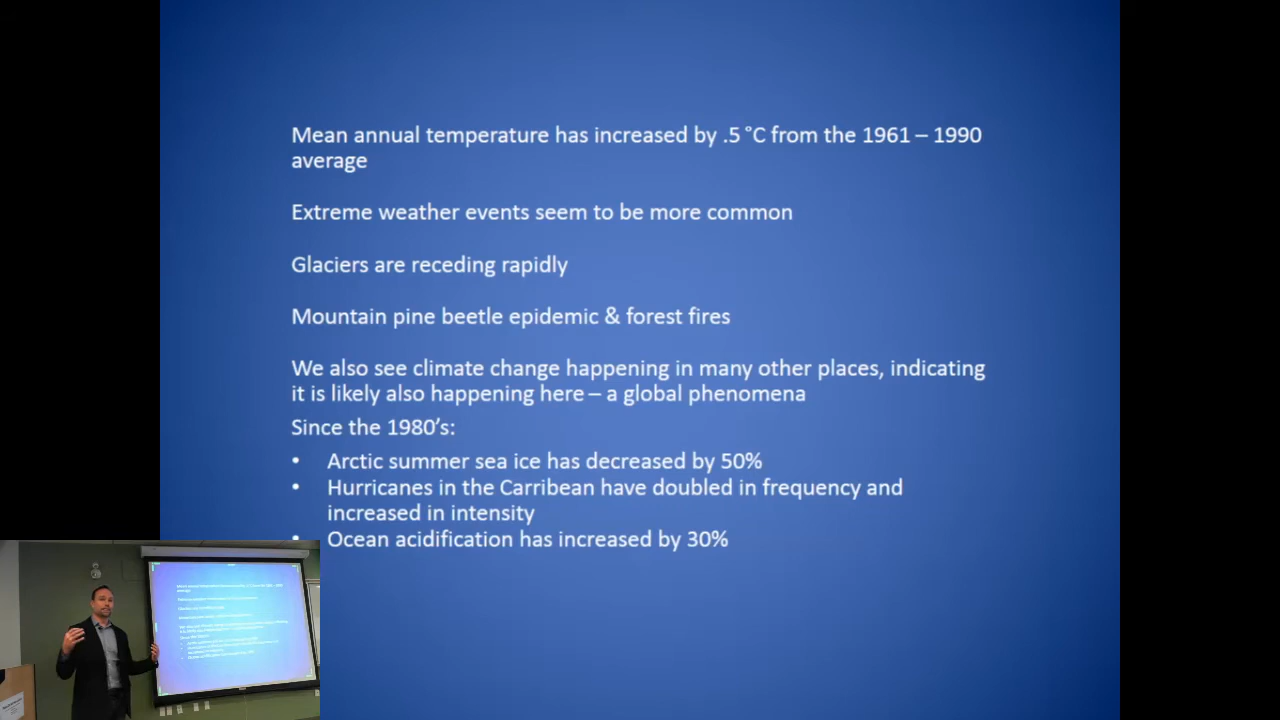 Mean annual temperature has increased by .5 °C from the 1961 – 1990
average
Extreme weather events seem to be more common
Glaciers are receding rapidly
Mountain pine beetle epidemic & forest fires
We also see climate change happening in many other places, indicating
it is likely also happening here – a global phenomena
Since the 1980's:
• Arctic summer sea ice has decreased by 50%
• Hurricanes in the Carribean have doubled in frequency and
increased in intensity
• Ocean acidification has increased by 30%